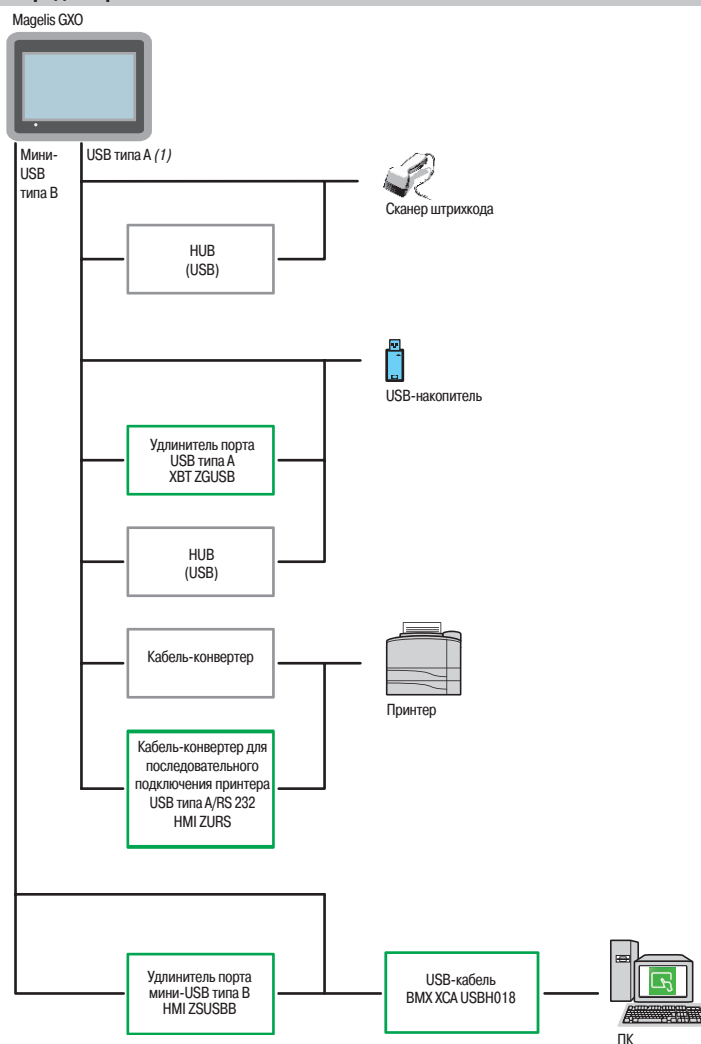 Magelis GXO
Мини-
USB
типа B
USB типа A (1)
Сканер штрихкода
HUB
(USB)
USB-накопитель
Удлинитель порта
USB типа A
XBT ZGUSB
HUB
(USB)
Кабель-конвертер
Принтер
Кабель-конвертер для
последовательного
подключения принтера
USB типа A/RS 232
HMI ZURS
Удлинитель порта
мини-USB типа B
HMI ZSUSBB
USB-кабель
BMX XCA USBH018
ПК